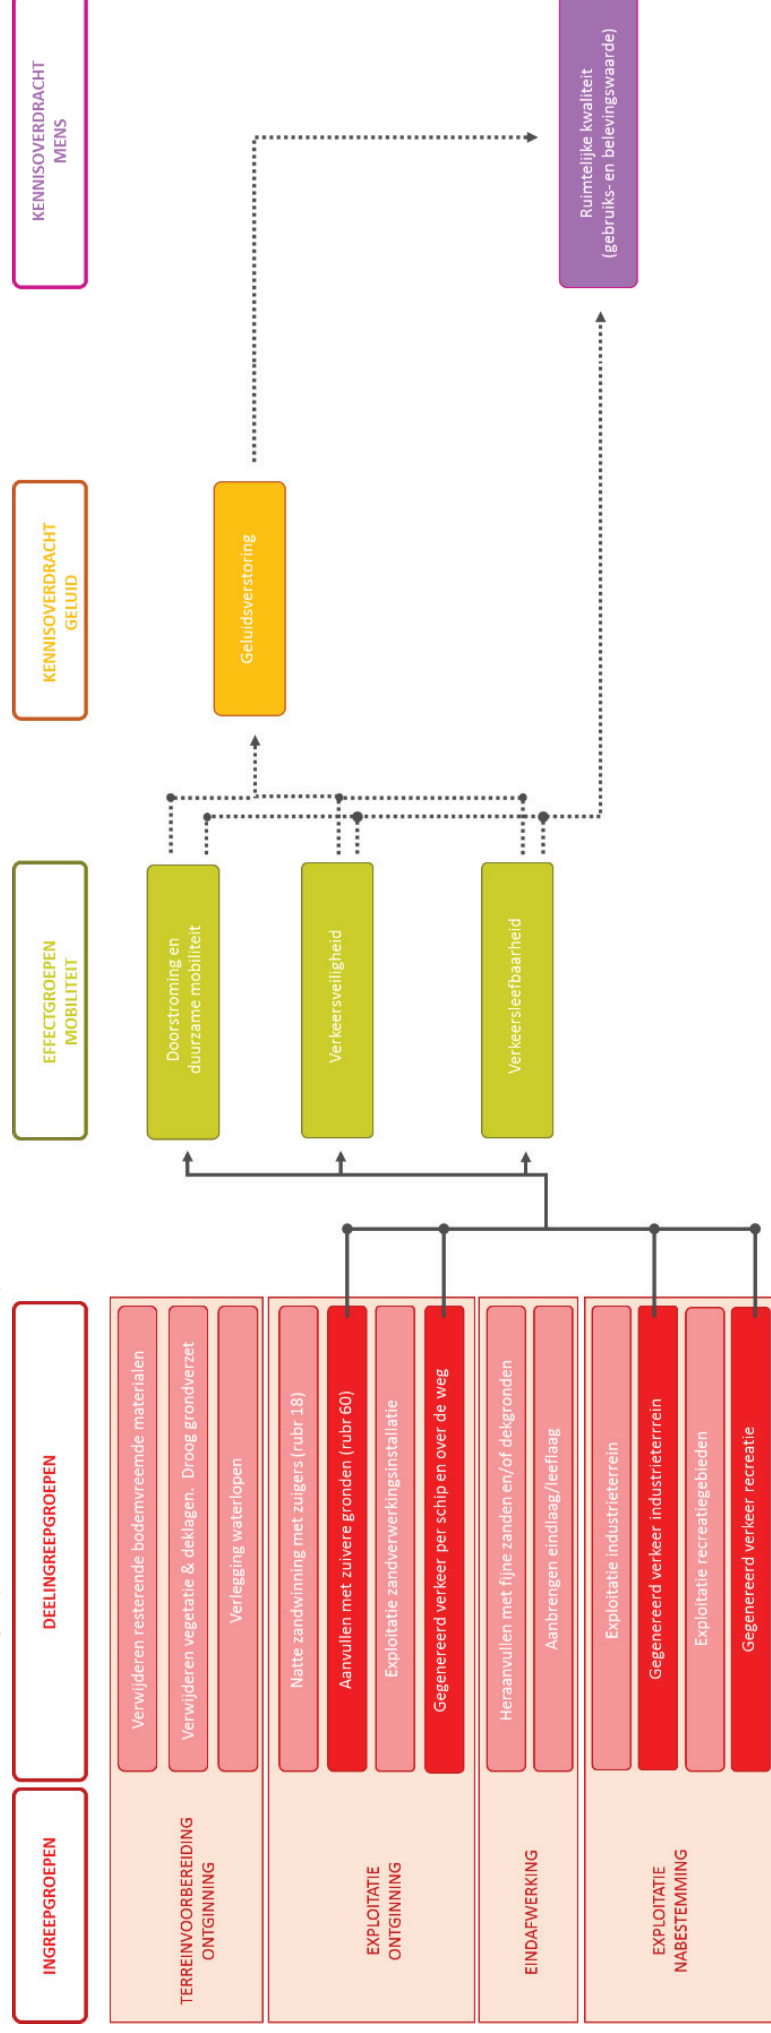 INGREEPGROEPEN
DEELINGREEPGROEPEN
EFFECTGROEPEN
MOBILITEIT
KENNISOVERDRACHT
GELUID
KENNISOVERDRACHT
MENS
TERREINVOORBEREIDING
ONTGINNING
Verwijderen resterende bodemvreemde materialen
Verwijderen vegetatie & deklagen. Droog grondverzet
Verlegging waterlopen
EXPLOITATIE
ONTGINNING
Natte zandwinning met zuigers (rubr 18)
Aanvullen met zuivere gronden (rubr 60)
Exploitatie zandverwerkingsinstallatie
Gegenereerd verkeer per schip en over de weg
EINDAFWERKING
Heraanvullen met fijne zanden en/of dekgronden
Aanbrengen eindlaag/leeflaag
EXPLOITATIE
NABESTEMMING
Exploitatie industrieterrein
Gegenereerd verkeer industrieterrrein
Exploitatie recreatiegebieden
Gegenereerd verkeer recreatie
Doorstroming en
duurzame mobiliteit
Verkeersveiligheid
Verkeersleefbaarheid
Geluidsverstoring
Ruimtelijke kwaliteit
(gebruiks- en belevingswaarde)